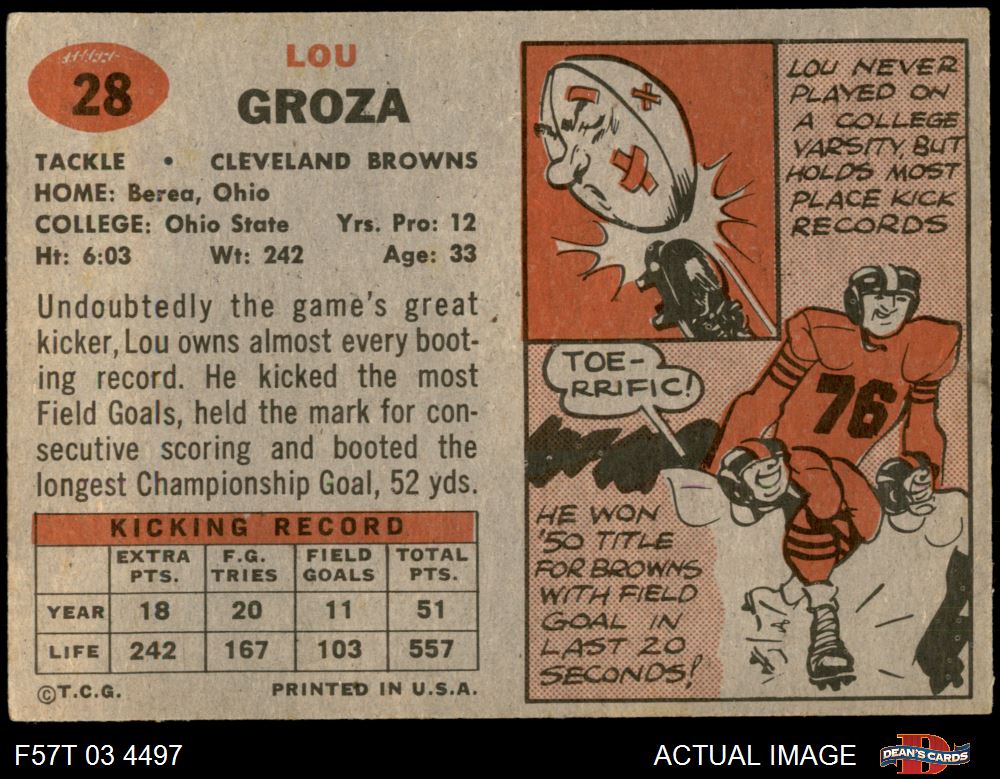 28
LOU
GROZA
TACKLE • CLEVELAND BROWNS
HOME: Berea, Ohio
COLLEGE: Ohio State Yrs. Pro: 12
Ht: 6:03 Wt: 242 Age: 33
Undoubtedly the game's great
kicker, Lou owns almost every boot-
ing record. He kicked the most
Field Goals, held the mark for con-
secutive scoring and booted the
longest Championship Goal, 52 yds.
KICKING RECORD
EXTRA PTS. F.G. TRIES FIELD GOALS TOTAL PTS.
YEAR 18 20 11 51
LIFE 242 167 103 557
©T.C.G. PRINTED IN U.S.A.
LOU NEVER
PLAYED ON
A COLLEGE
VARSITY BUT
HOLDS MOST
PLACE KICK
RECORDS
TOE-
RRIFIC!
76
HE WON
'50 TITLE
FOR BROWNS
WITH FIELD
GOAL IN
LAST 20
SECONDS!
F57T 03 4497 ACTUAL IMAGE DEAN'S CARDS